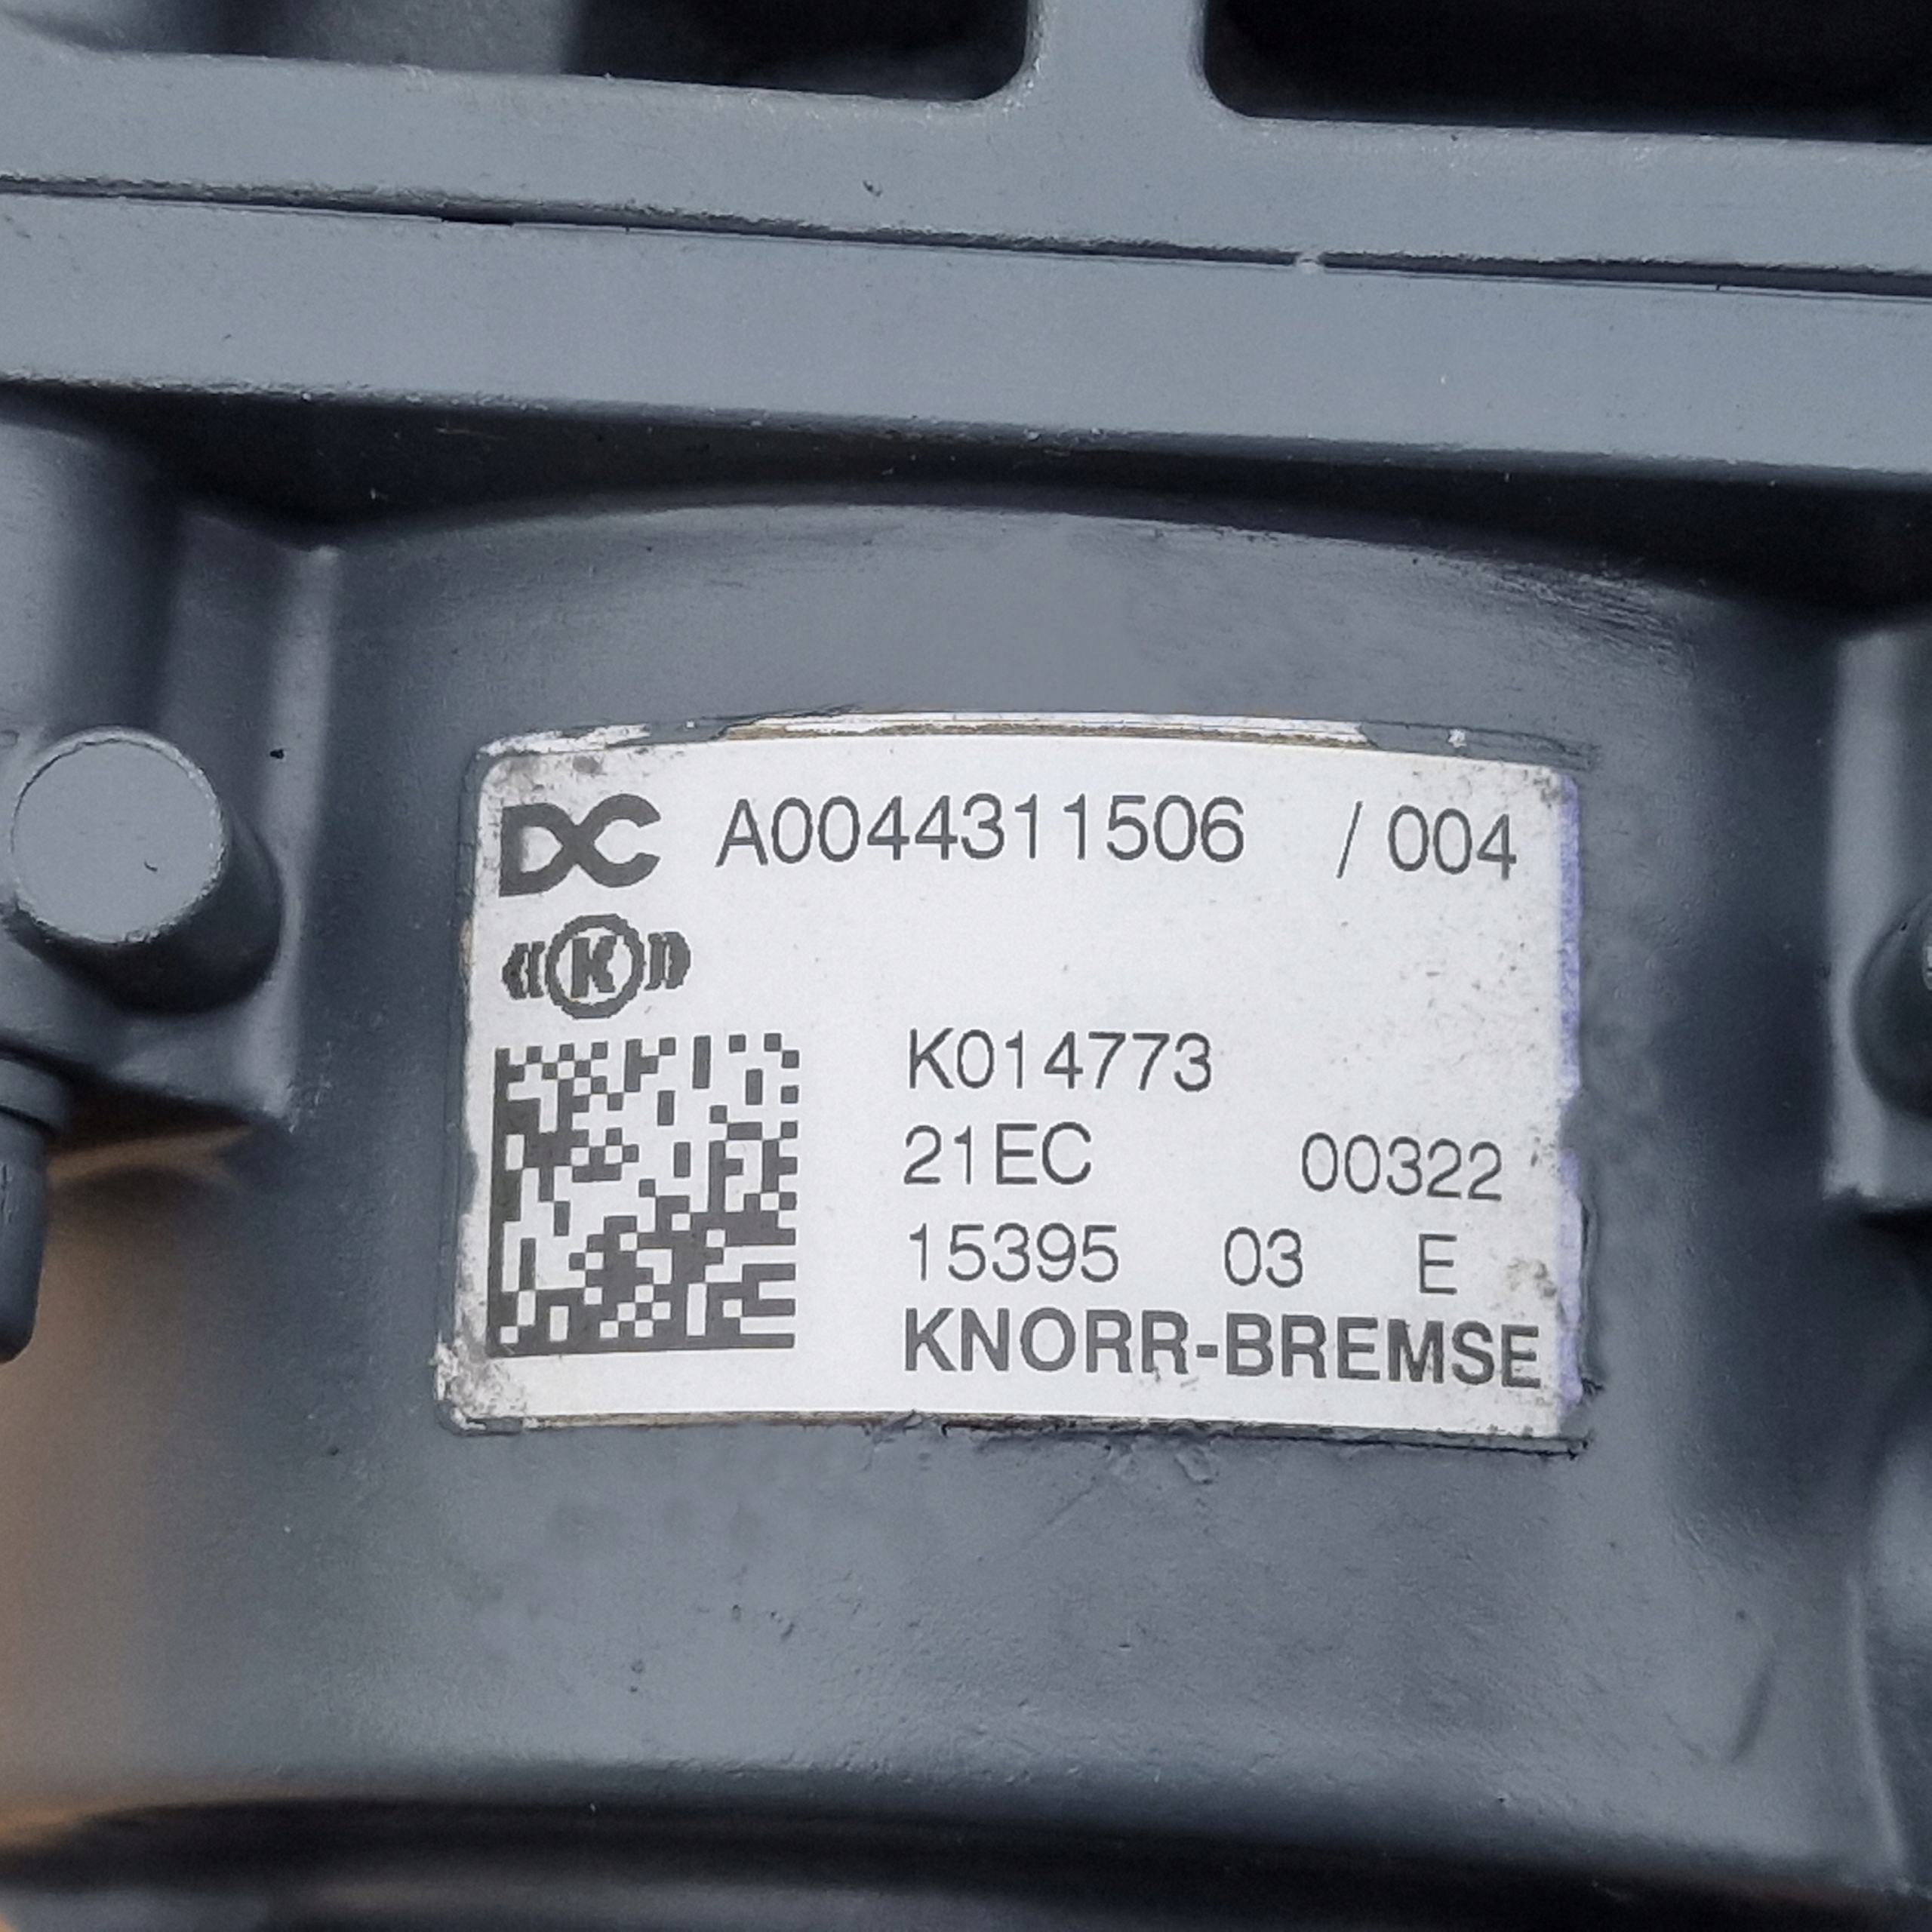 DC A0044311506 / 004
K
K014773
21EC 00322
15395 03 E
KNORR-BREMSE